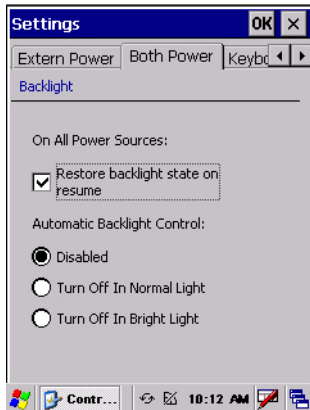 Settings OK
Extern Power Both Power Keybo
Backlight
On All Power Sources:
Restore backlight state on
resume
Automatic Backlight Control:
Disabled
Turn Off In Normal Light
Turn Off In Bright Light
Contr... 10:12 AM